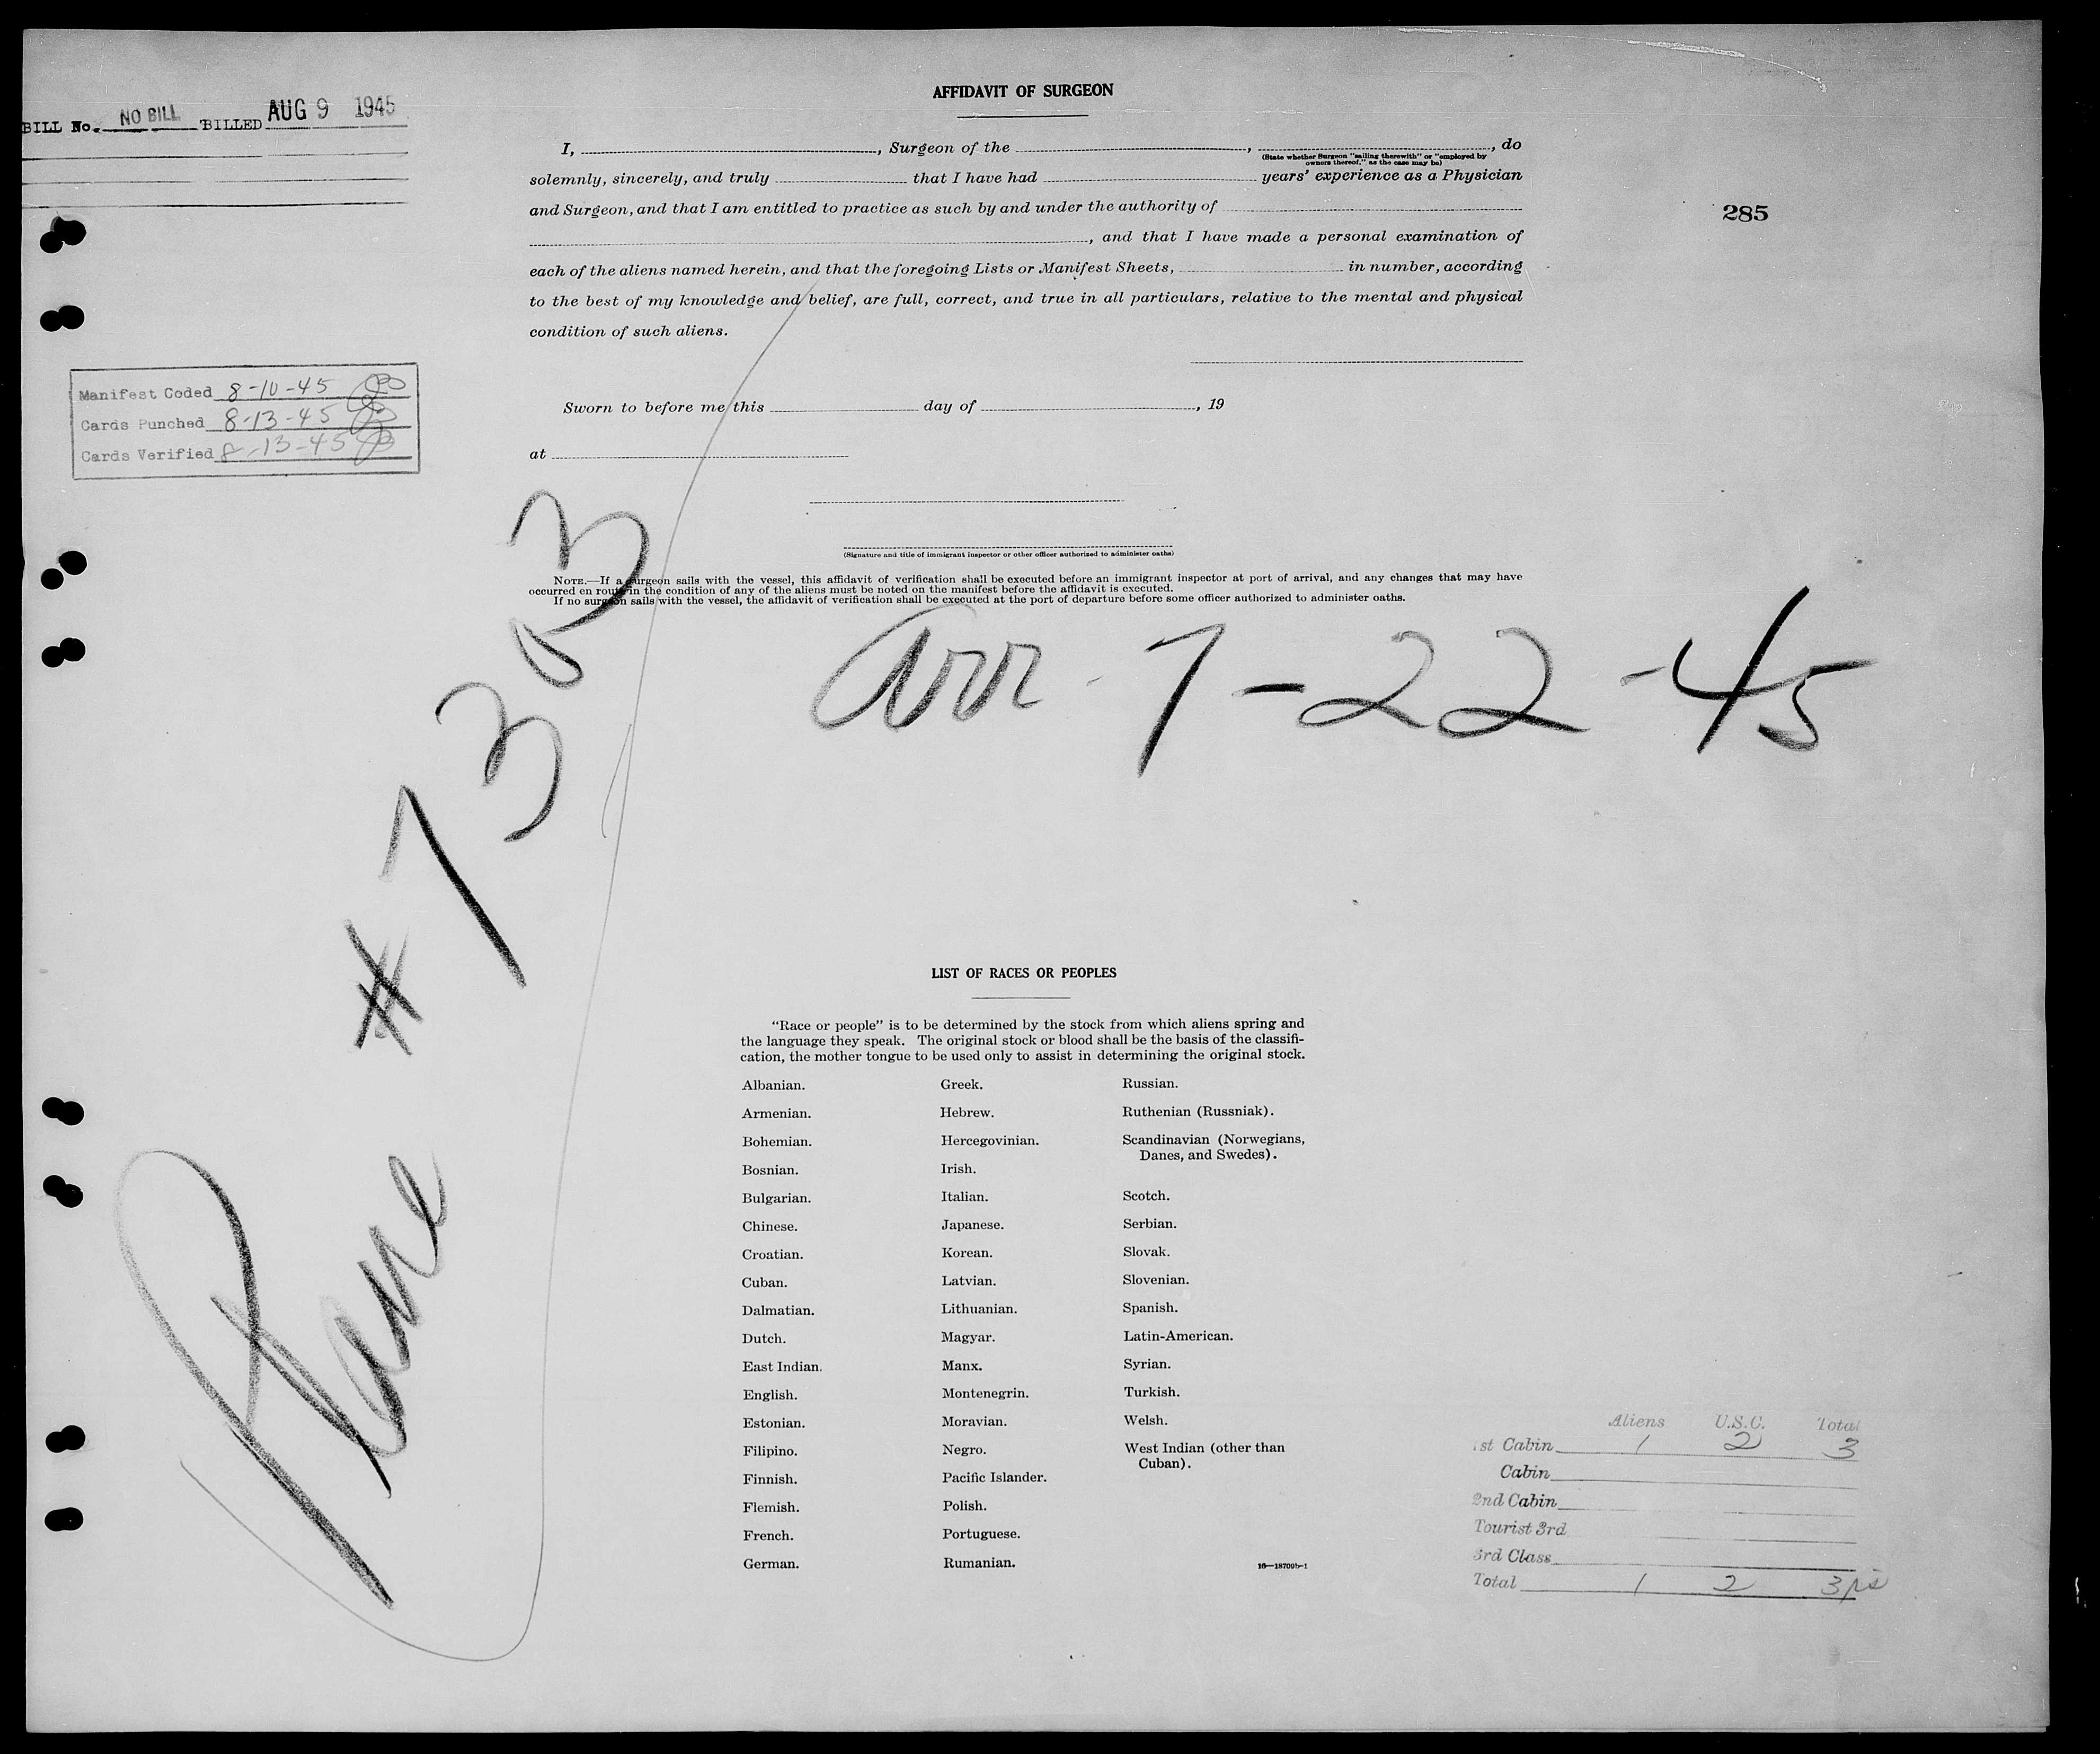 AFFIDAVIT OF SURGEON
BILL No. NO BILL BILLED AUG 9 1945
I, , Surgeon of the , , do
(State whether Surgeon "sailing therewith" or "employed by
owners thereof," as the case may be)
solemnly, sincerely, and truly that I have had years' experience as a Physician
and Surgeon, and that I am entitled to practice as such by and under the authority of
, and that I have made a personal examination of
each of the aliens named herein, and that the foregoing Lists or Manifest Sheets, in number, according
to the best of my knowledge and belief, are full, correct, and true in all particulars, relative to the mental and physical
condition of such aliens.
285
Manifest Coded 8-10-45
Cards Punched 8-13-45
Cards Verified 8-13-45
Sworn to before me this day of , 19
at
(Signature and title of immigrant inspector or other officer authorized to administer oaths)
NOTE.—If a surgeon sails with the vessel, this affidavit of verification shall be executed before an immigrant inspector at port of arrival, and any changes that may have
occurred en route in the condition of any of the aliens must be noted on the manifest before the affidavit is executed.
If no surgeon sails with the vessel, the affidavit of verification shall be executed at the port of departure before some officer authorized to administer oaths.
Arr - 7-22-45
Plane #7303
LIST OF RACES OR PEOPLES
"Race or people" is to be determined by the stock from which aliens spring and
the language they speak. The original stock or blood shall be the basis of the classifi-
cation, the mother tongue to be used only to assist in determining the original stock.
Albanian.
Armenian.
Bohemian.
Bosnian.
Bulgarian.
Chinese.
Croatian.
Cuban.
Dalmatian.
Dutch.
East Indian.
English.
Estonian.
Filipino.
Finnish.
Flemish.
French.
German.
Greek.
Hebrew.
Hercegovinian.
Irish.
Italian.
Japanese.
Korean.
Latvian.
Lithuanian.
Magyar.
Manx.
Montenegrin.
Moravian.
Negro.
Pacific Islander.
Polish.
Portuguese.
Rumanian.
Russian.
Ruthenian (Russniak).
Scandinavian (Norwegians,
Danes, and Swedes).
Scotch.
Serbian.
Slovak.
Slovenian.
Spanish.
Latin-American.
Syrian.
Turkish.
Welsh.
West Indian (other than
Cuban).
16—18709b-1
Aliens U.S.C. Total
1st Cabin 1 2 3
Cabin
2nd Cabin
Tourist 3rd
3rd Class
Total 1 2 3